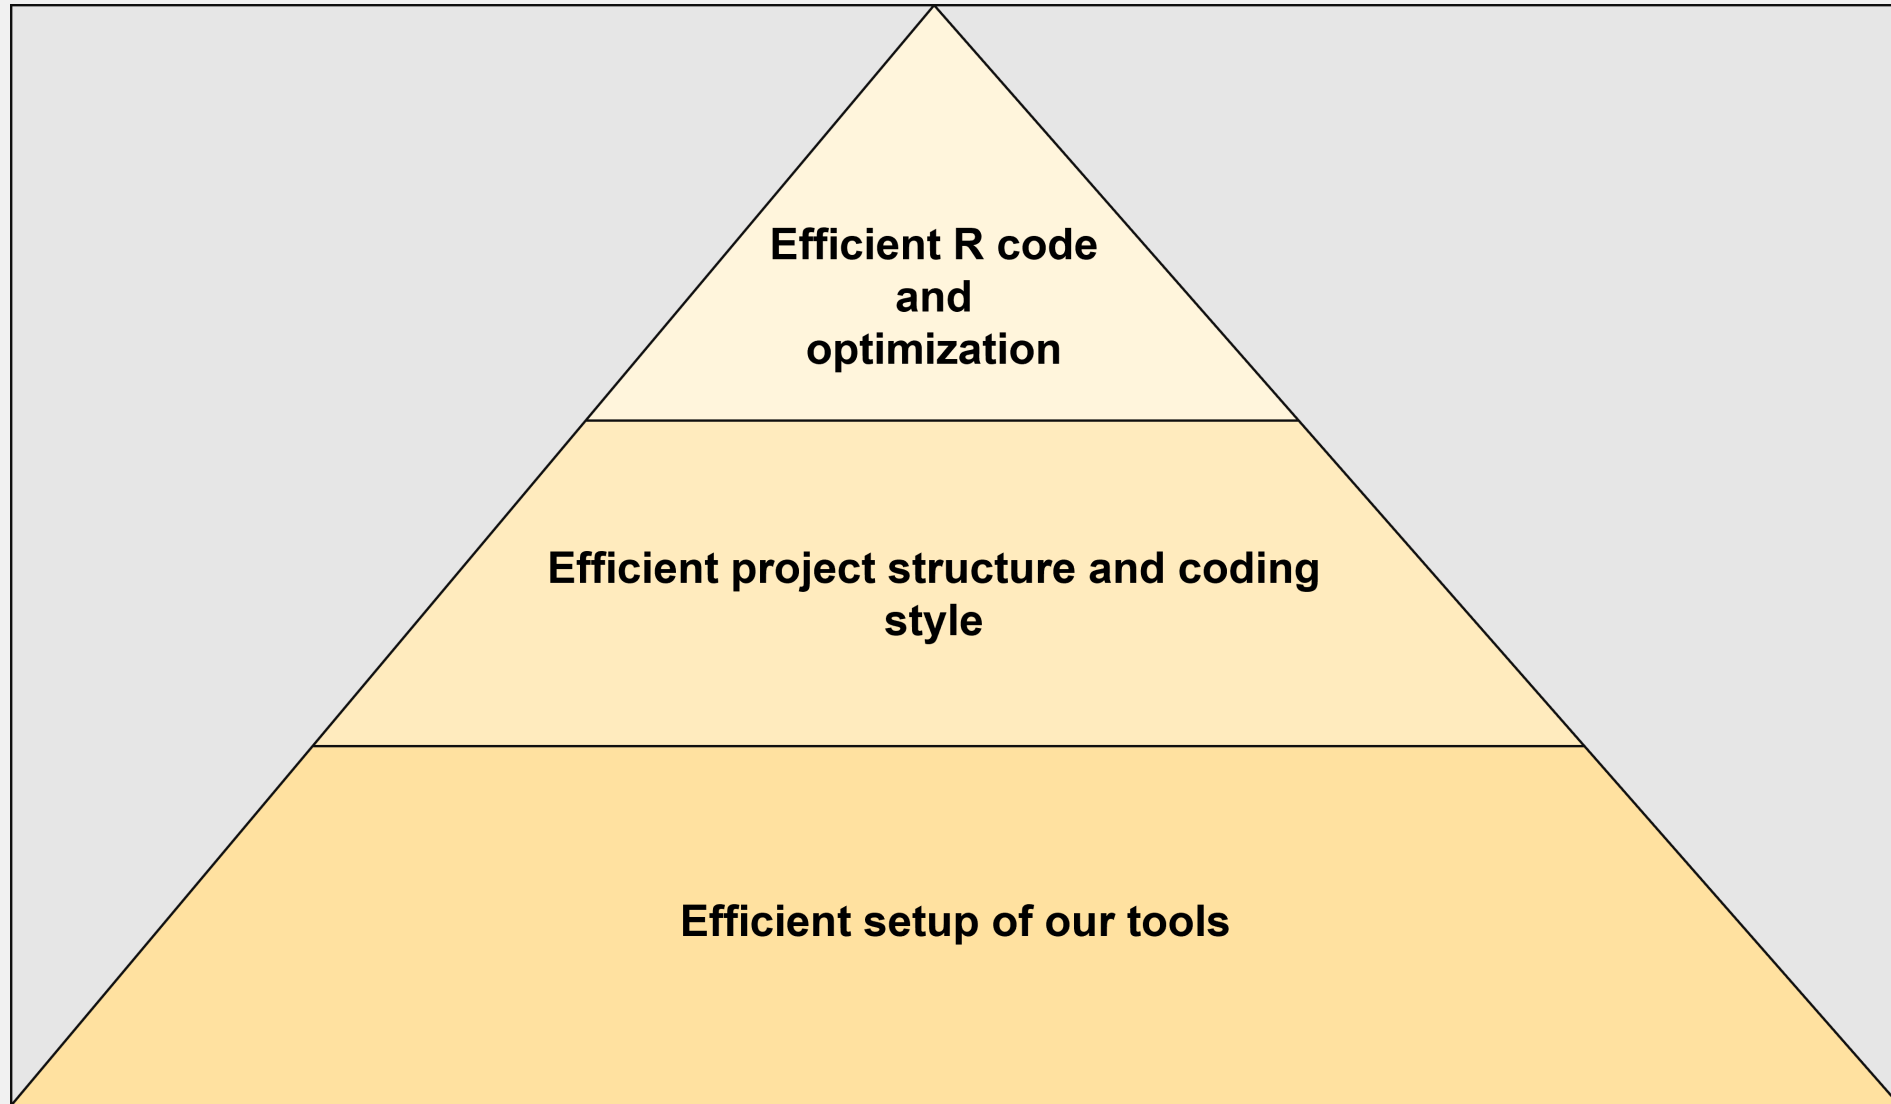 Efficient R code
and
optimization
Efficient project structure and coding
style
Efficient setup of our tools